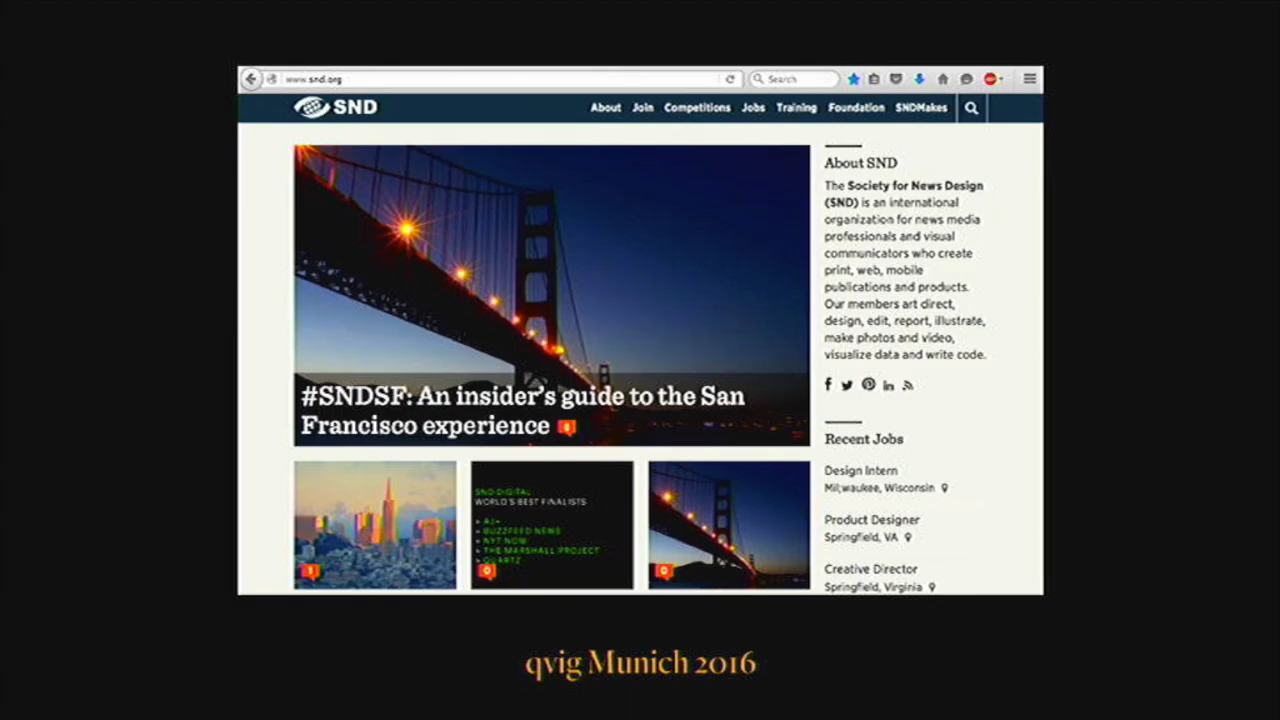 www.snd.org
Search
SND
About Join Competitions Jobs Training Foundation SNDMakes
#SNDSF: An insider's guide to the San
Francisco experience 0
1
SND DIGITAL
WORLD'S BEST FINALISTS
+ AJ+
+ BUZZFEED NEWS
+ NYT NOW
+ THE MARSHALL PROJECT
+ QUARTZ
0
0
About SND
The Society for News Design
(SND) is an international
organization for news media
professionals and visual
communicators who create
print, web, mobile
publications and products.
Our members art direct,
design, edit, report, illustrate,
make photos and video,
visualize data and write code.
Recent Jobs
Design Intern
Milwaukee, Wisconsin
Product Designer
Springfield, VA
Creative Director
Springfield, Virginia
qvig Munich 2016